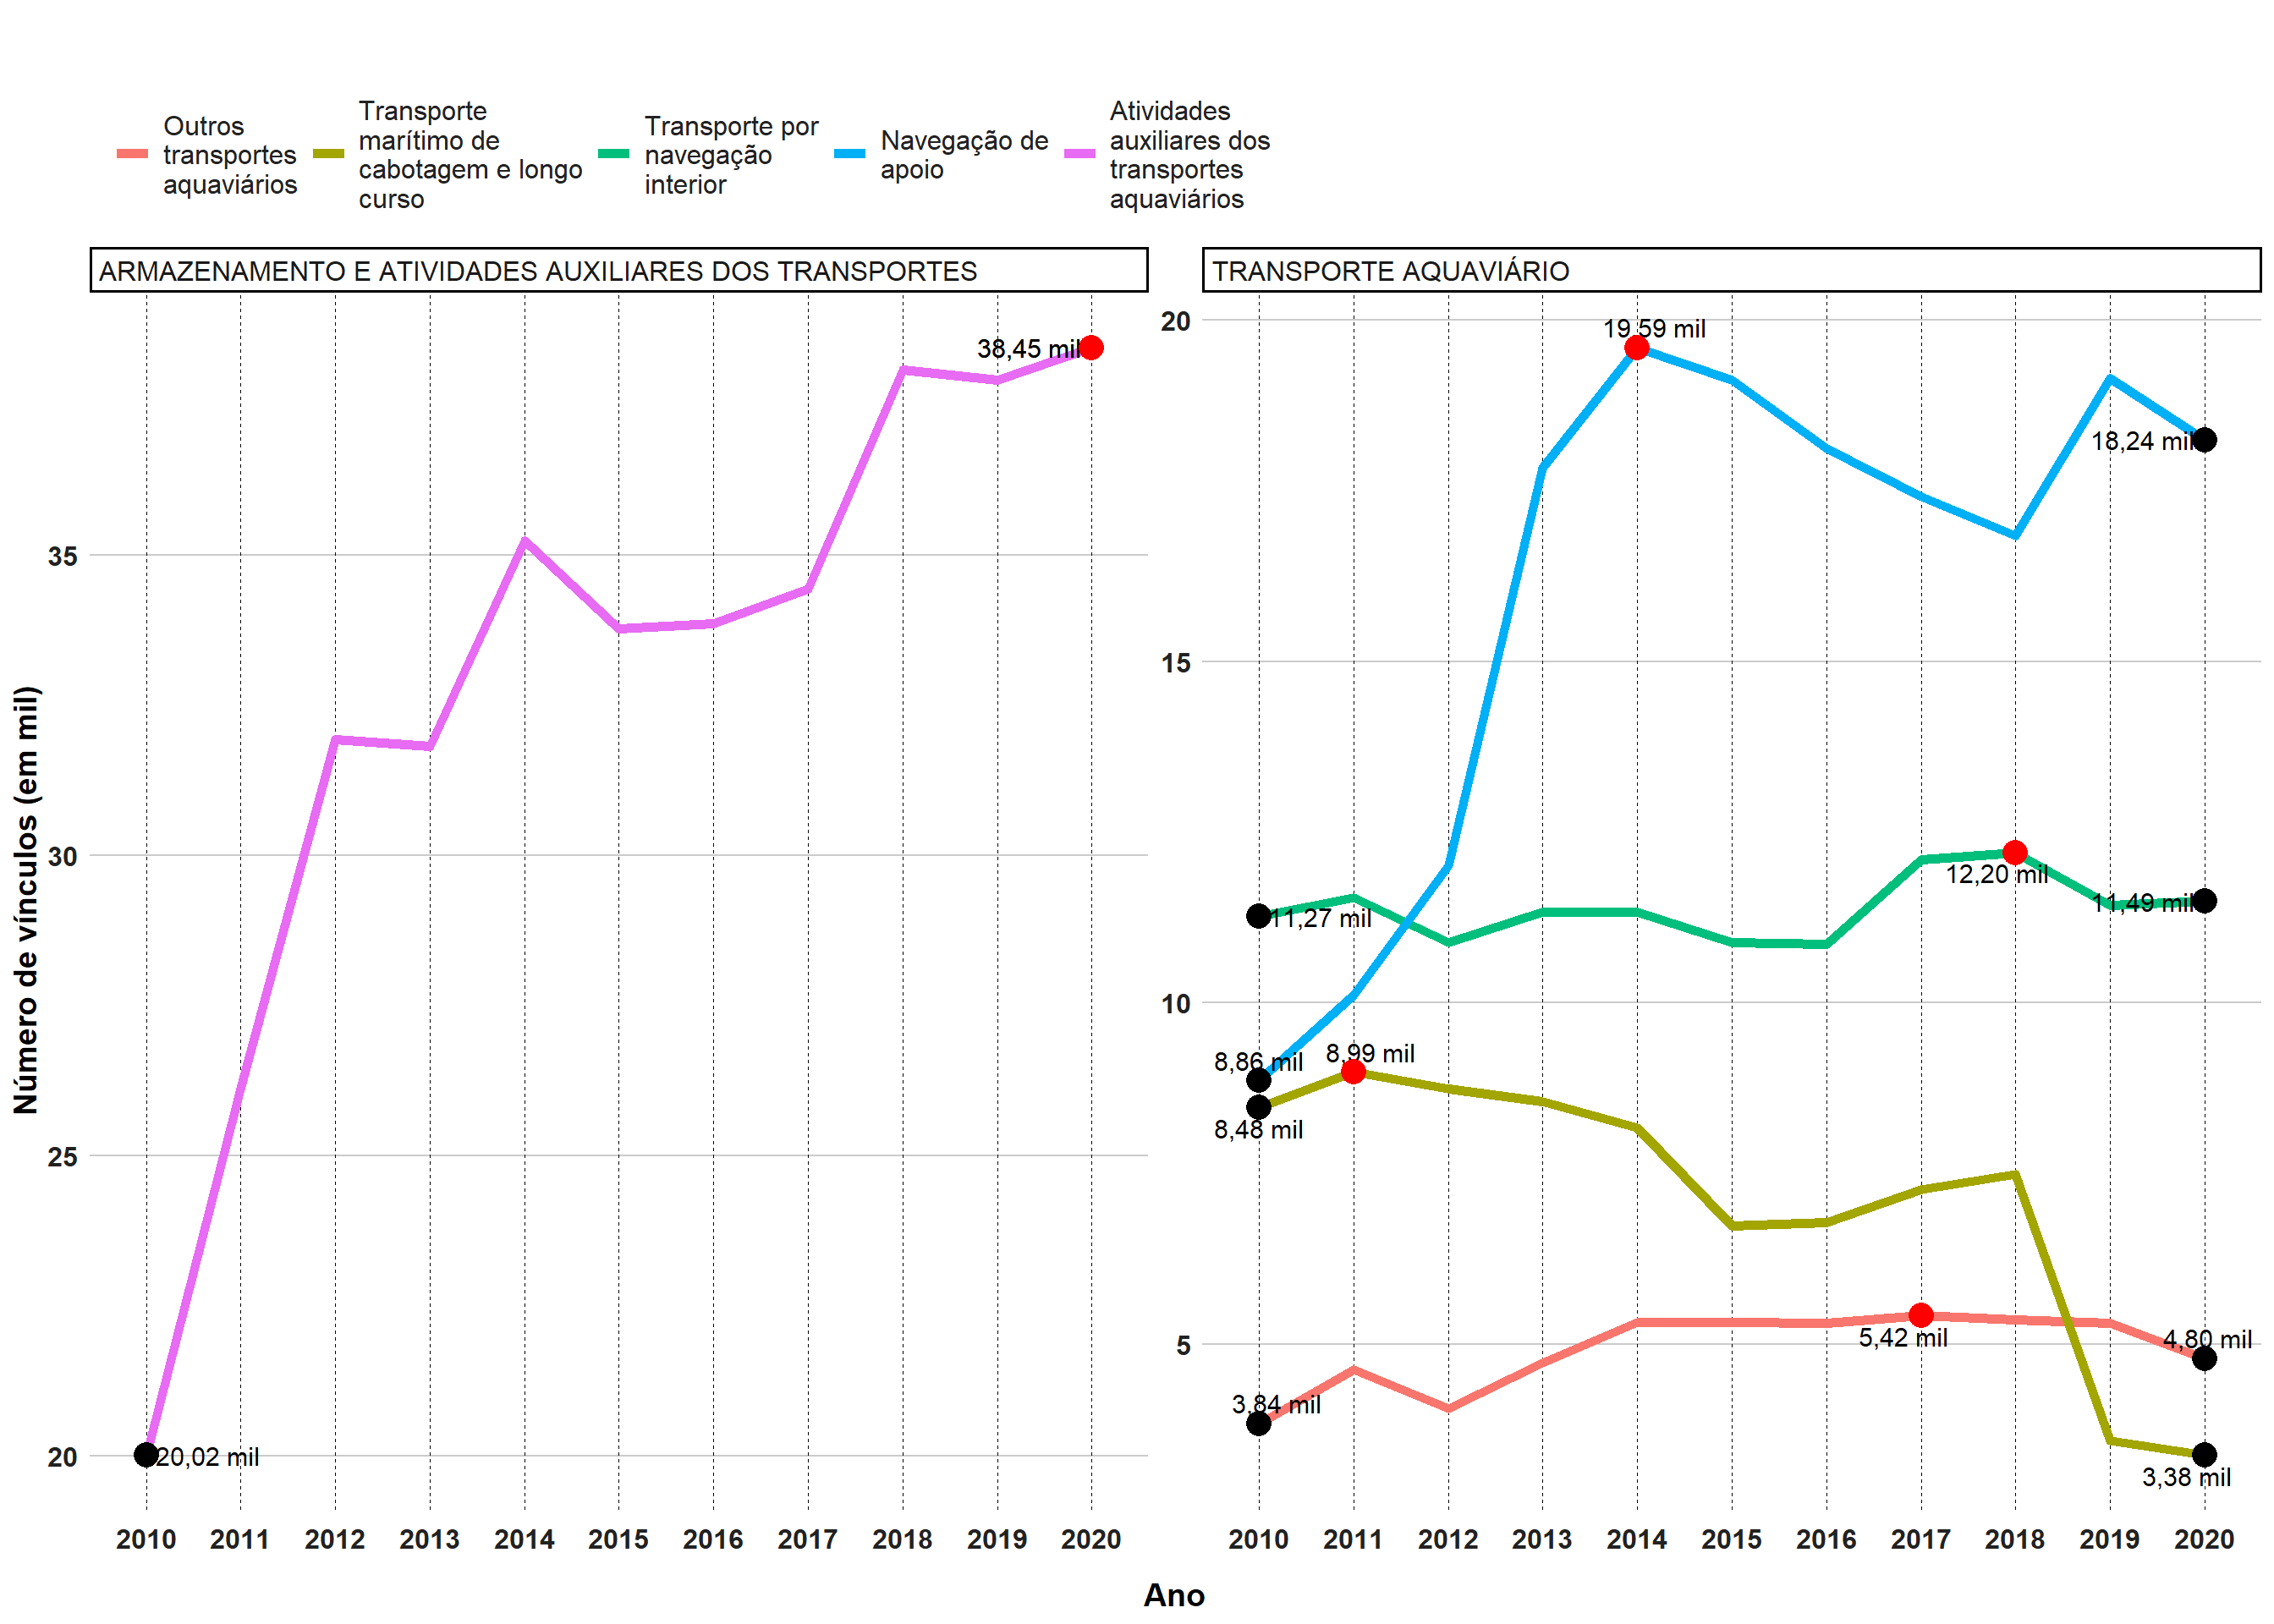 Outros
transportes
aquaviários
Transporte
marítimo de
cabotagem e longo
curso
Transporte por
navegação
interior
Navegação de
apoio
Atividades
auxiliares dos
transportes
aquaviários
ARMAZENAMENTO E ATIVIDADES AUXILIARES DOS TRANSPORTES
TRANSPORTE AQUAVIÁRIO
Número de vínculos (em mil)
35
30
25
20
38,45 mil
20,02 mil
2010 2011 2012 2013 2014 2015 2016 2017 2018 2019 2020
20
15
10
5
19,59 mil
18,24 mil
12,20 mil
11,27 mil
11,49 mil
8,86 mil
8,99 mil
8,48 mil
5,42 mil
4,80 mil
3,84 mil
3,38 mil
2010 2011 2012 2013 2014 2015 2016 2017 2018 2019 2020
Ano